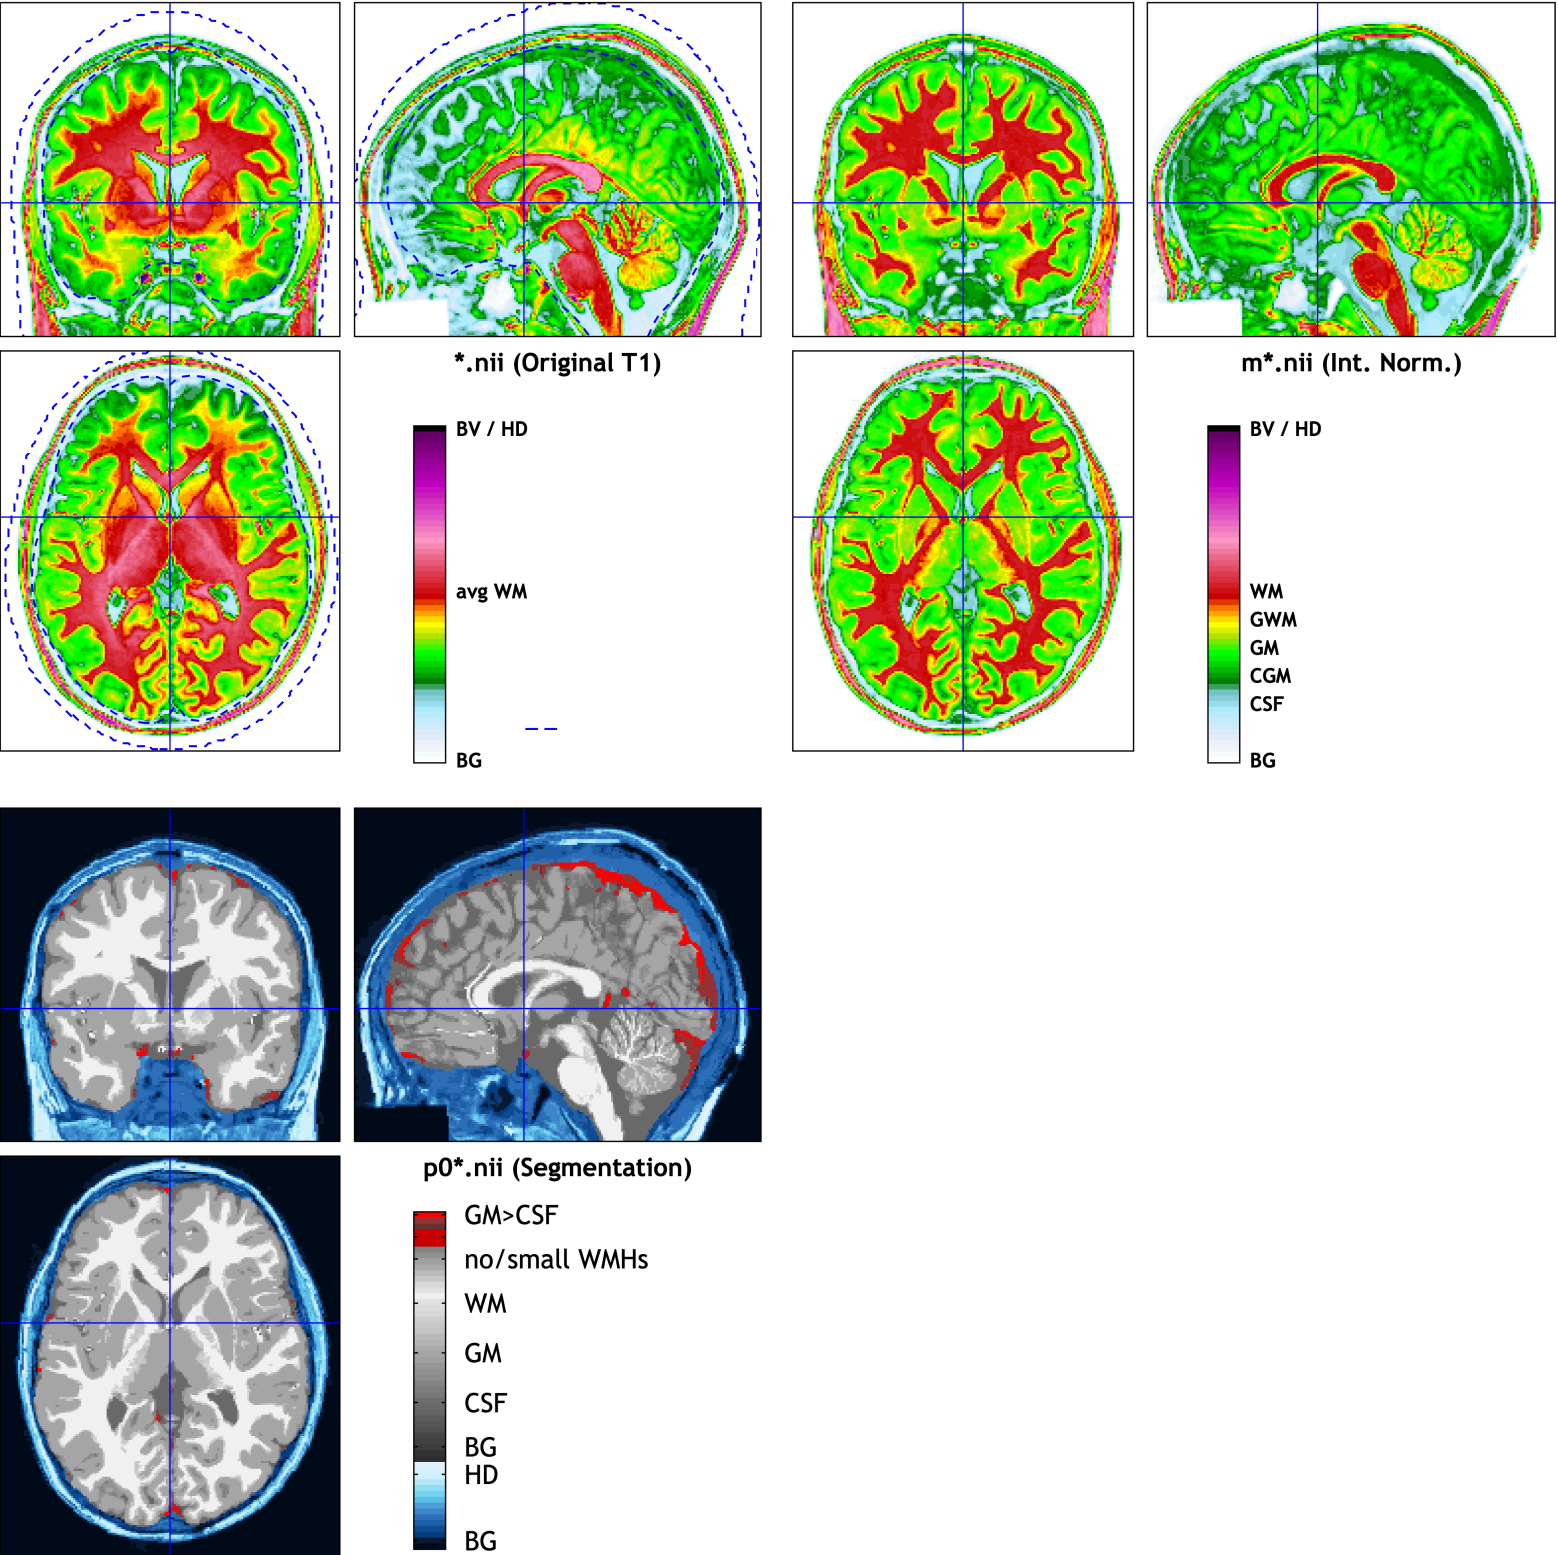 *.nii (Original T1)
BV / HD
avg WM
BG
m*.nii (Int. Norm.)
BV / HD
WM
GWM
GM
CGM
CSF
BG
p0*.nii (Segmentation)
GM>CSF
no/small WMHs
WM
GM
CSF
BG
HD
BG